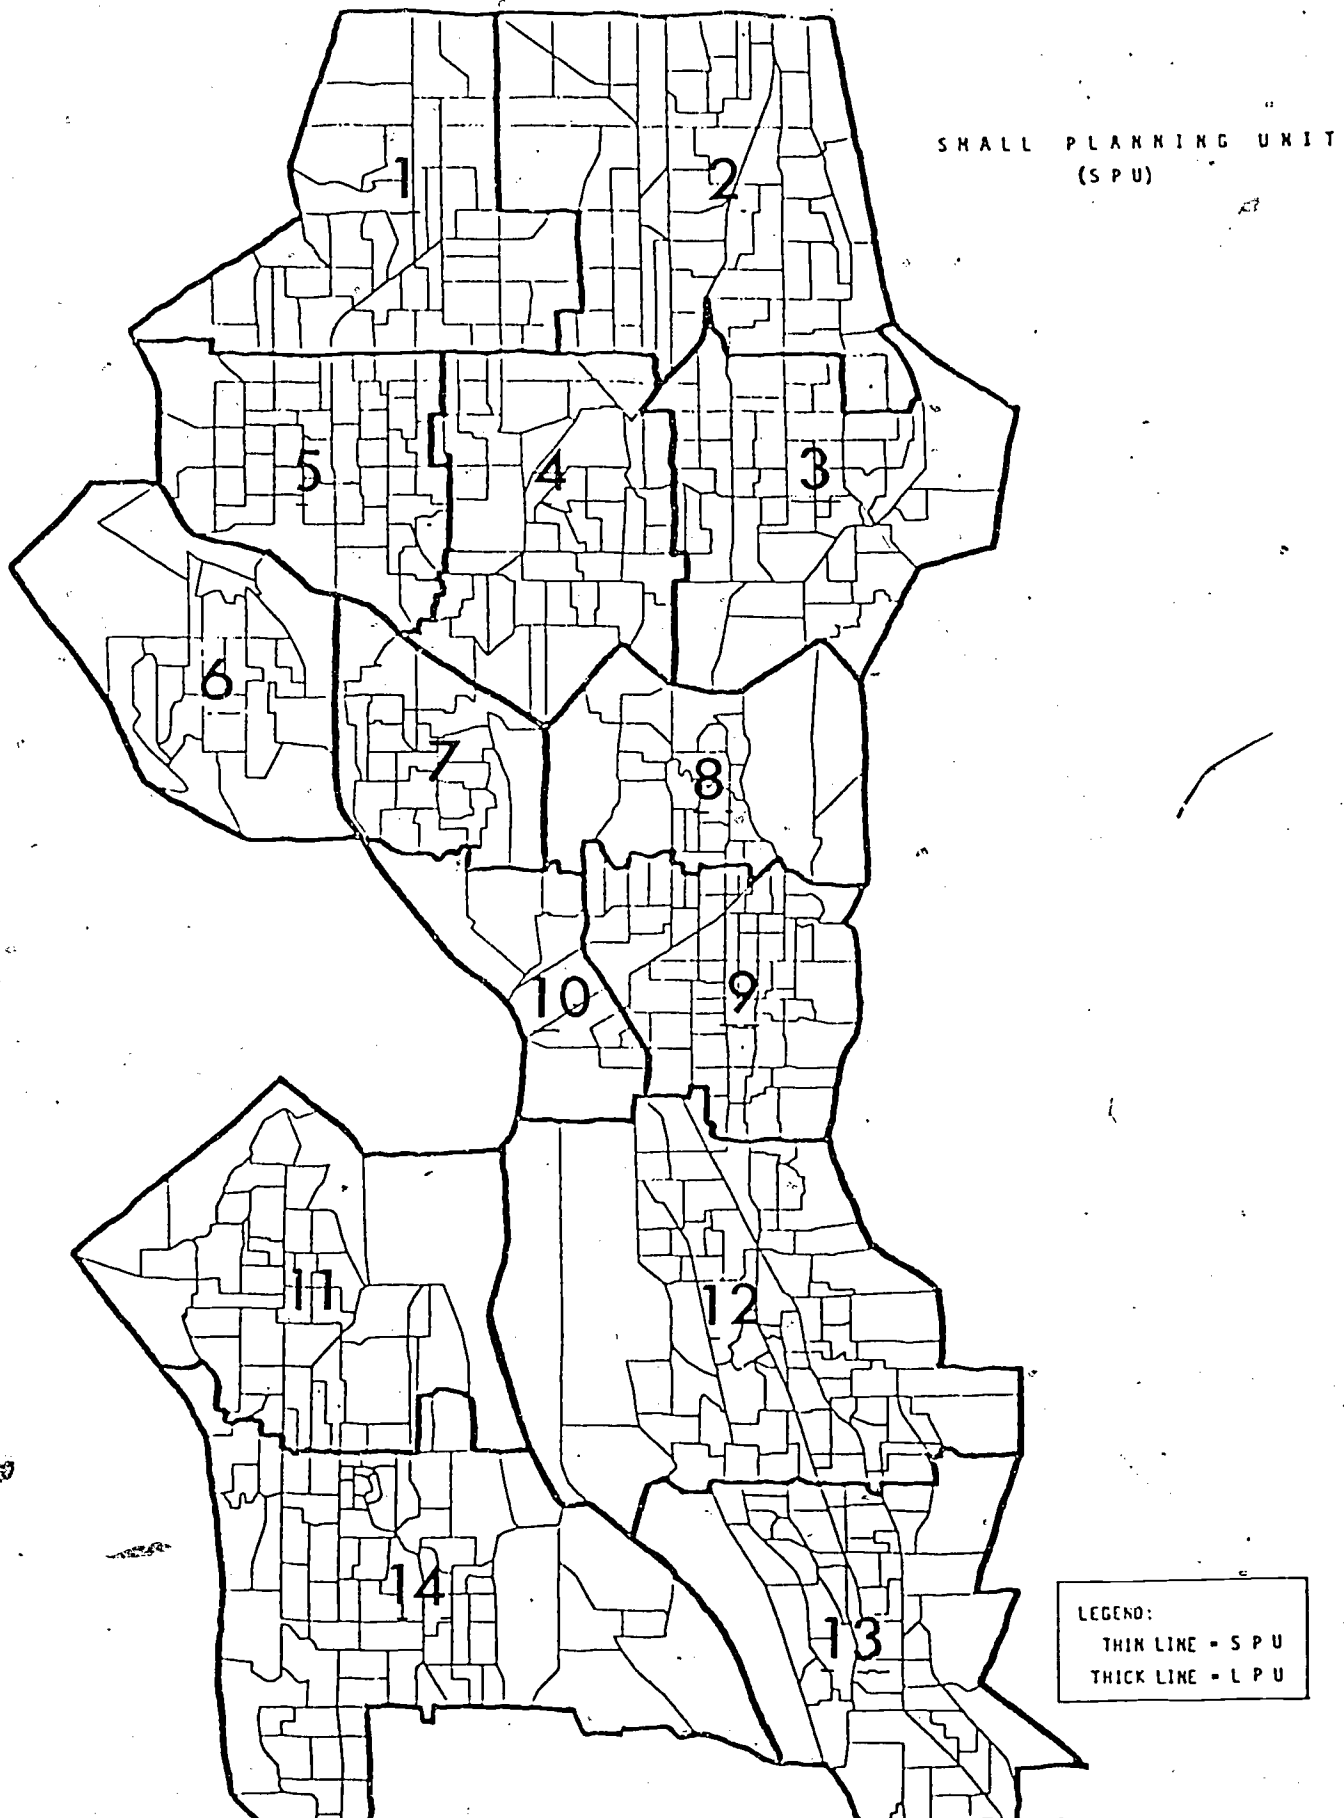 SMALL PLANNING UNIT
(SPU)
1
2
3
4
5
6
7
8
9
10
11
12
13
14
LEGEND:
THIN LINE = SPU
THICK LINE = LPU